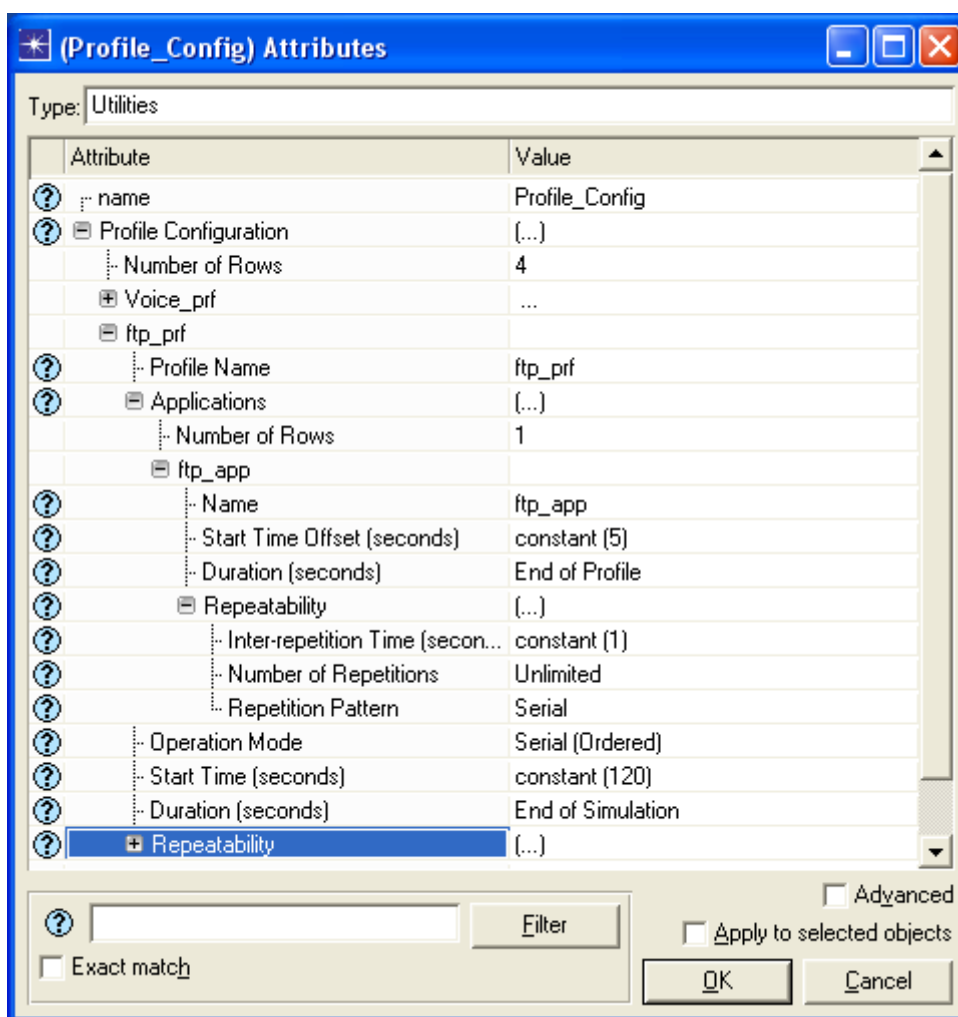 (Profile_Config) Attributes
Type: Utilities
Attribute Value
name Profile_Config
Profile Configuration (...)
Number of Rows 4
Voice_prf ...
ftp_prf
Profile Name ftp_prf
Applications (...)
Number of Rows 1
ftp_app
Name ftp_app
Start Time Offset (seconds) constant (5)
Duration (seconds) End of Profile
Repeatability (...)
Inter-repetition Time (secon... constant (1)
Number of Repetitions Unlimited
Repetition Pattern Serial
Operation Mode Serial (Ordered)
Start Time (seconds) constant (120)
Duration (seconds) End of Simulation
Repeatability (...)
Advanced
Filter
Apply to selected objects
Exact match
OK Cancel